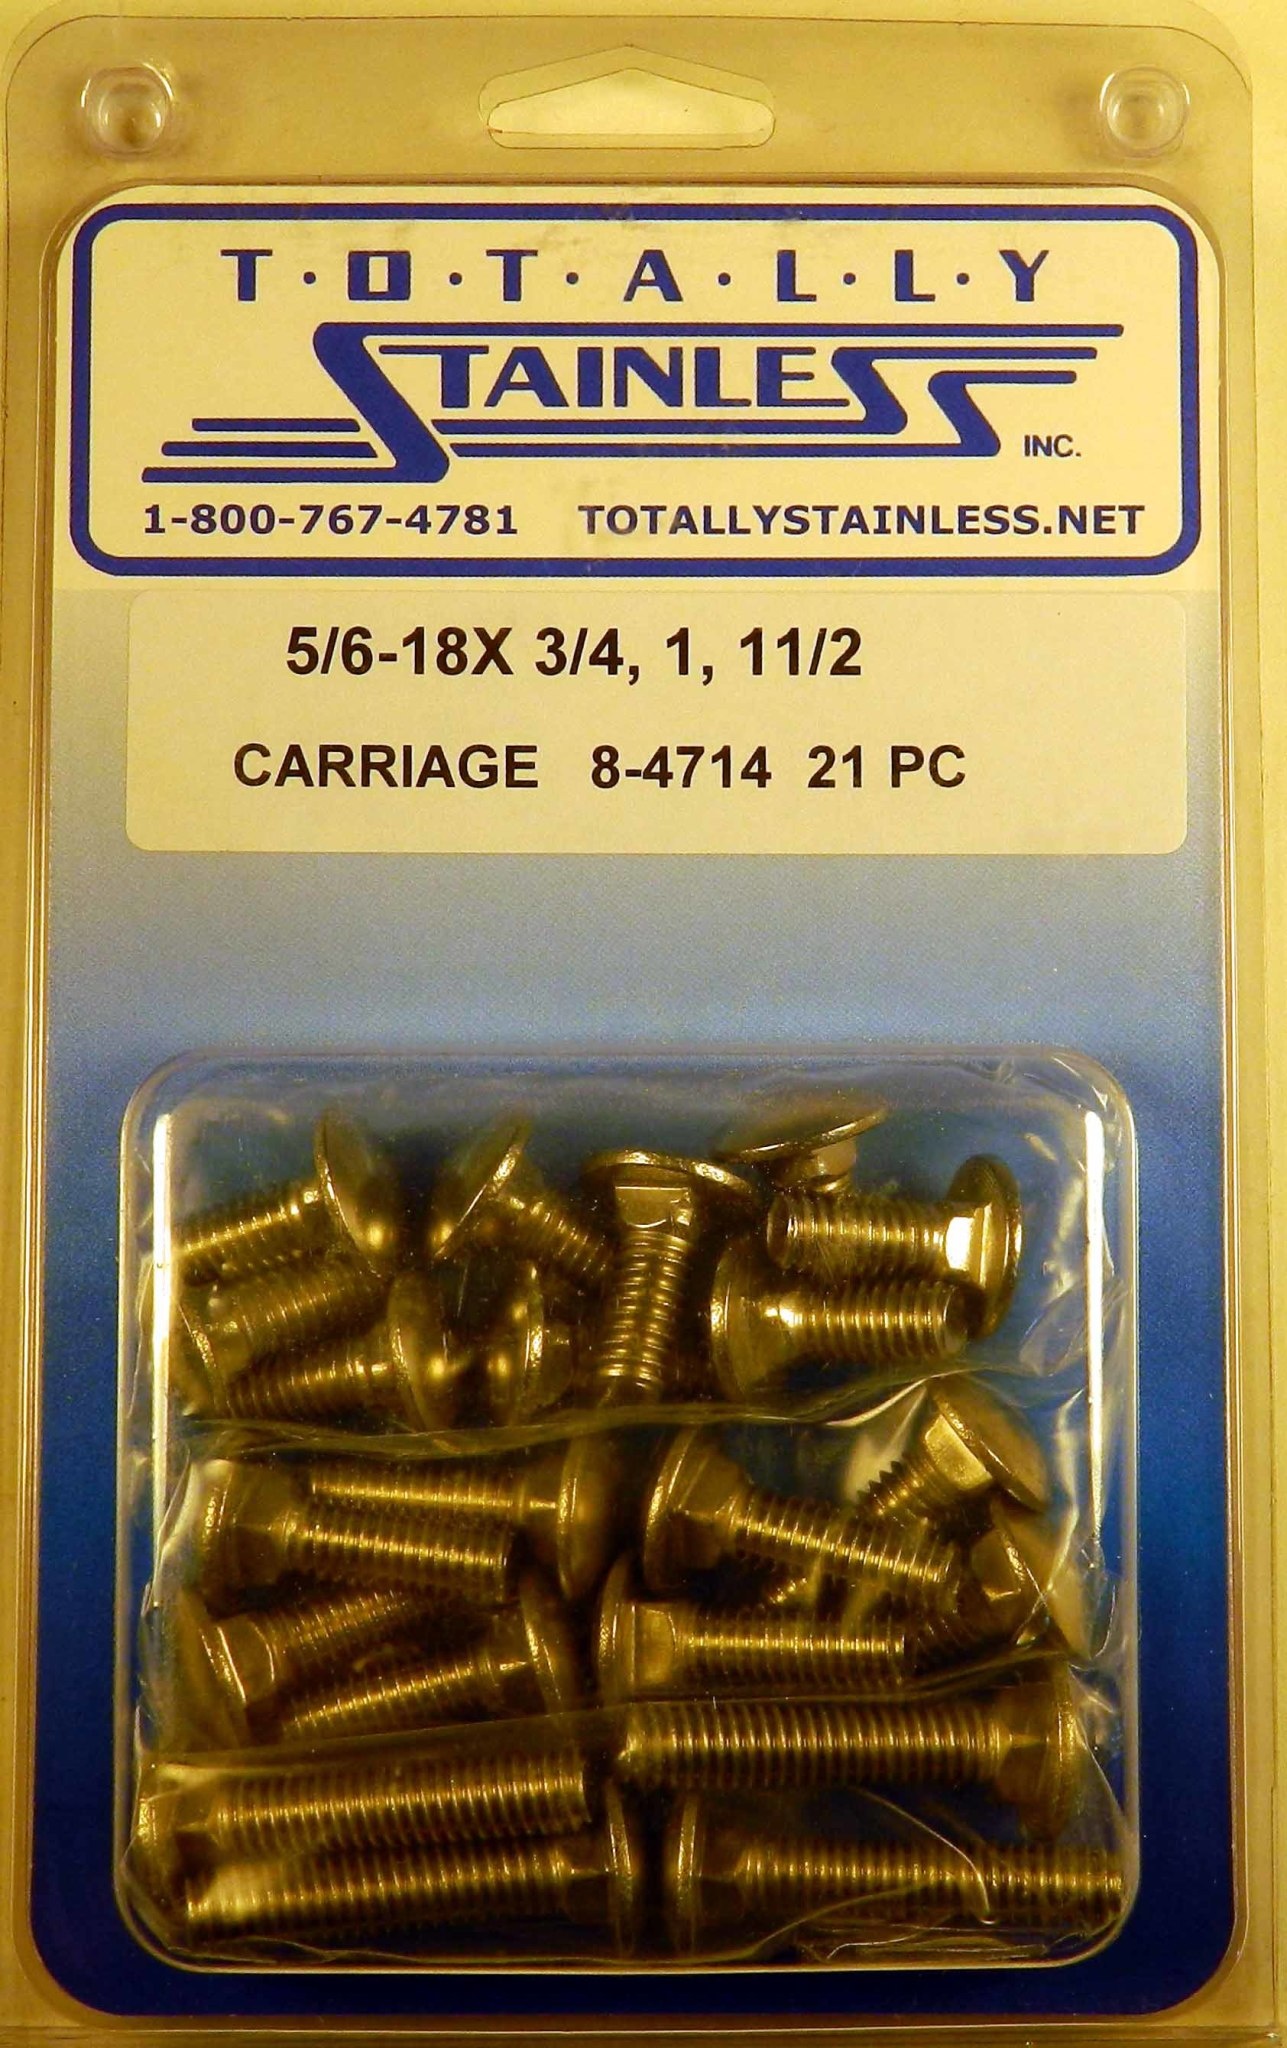 T·O·T·A·L·L·Y
STAINLESS INC.
1-800-767-4781 TOTALLYSTAINLESS.NET
5/6-18X 3/4, 1, 11/2
CARRIAGE 8-4714 21 PC